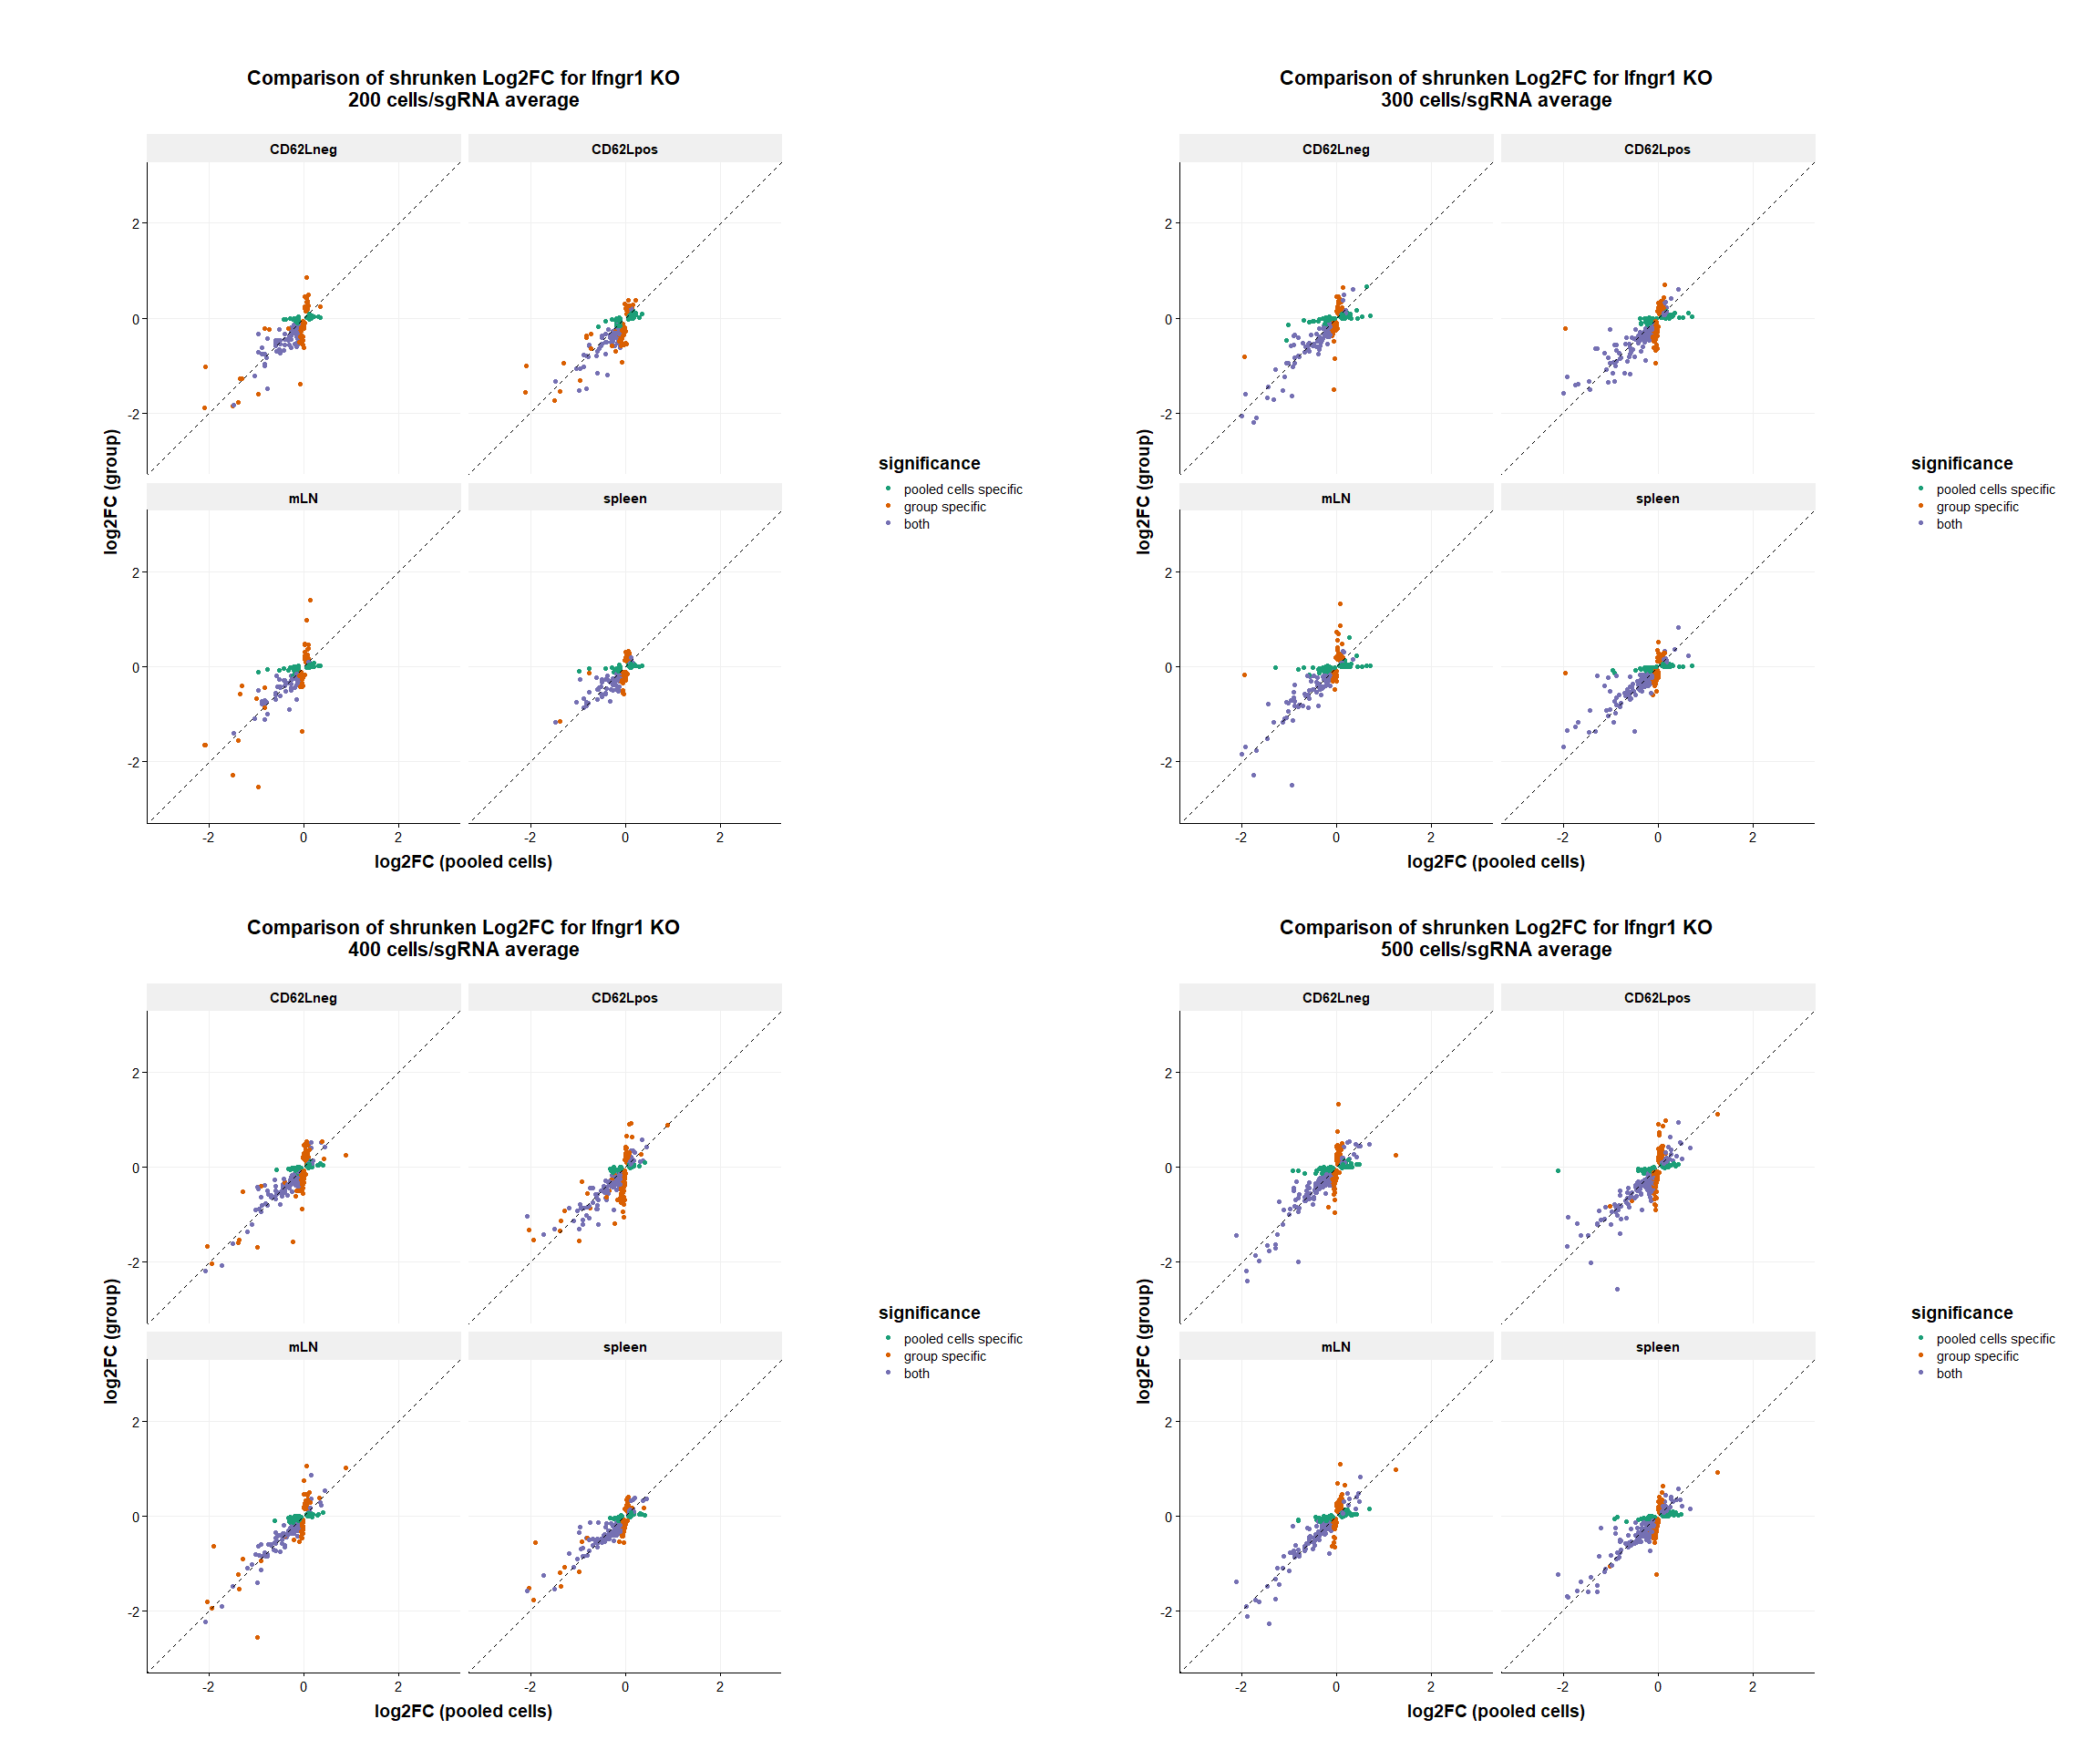 Comparison of shrunken Log2FC for Ifngr1 KO
200 cells/sgRNA average
CD62Lneg
CD62Lpos
2
0
-2
mLN
spleen
2
0
-2
-2
0
2
-2
0
2
log2FC (pooled cells)
log2FC (group)
significance
pooled cells specific
group specific
both
Comparison of shrunken Log2FC for Ifngr1 KO
300 cells/sgRNA average
CD62Lneg
CD62Lpos
2
0
-2
mLN
spleen
2
0
-2
-2
0
2
-2
0
2
log2FC (pooled cells)
log2FC (group)
significance
pooled cells specific
group specific
both
Comparison of shrunken Log2FC for Ifngr1 KO
400 cells/sgRNA average
CD62Lneg
CD62Lpos
2
0
-2
mLN
spleen
2
0
-2
-2
0
2
-2
0
2
log2FC (pooled cells)
log2FC (group)
significance
pooled cells specific
group specific
both
Comparison of shrunken Log2FC for Ifngr1 KO
500 cells/sgRNA average
CD62Lneg
CD62Lpos
2
0
-2
mLN
spleen
2
0
-2
-2
0
2
-2
0
2
log2FC (pooled cells)
log2FC (group)
significance
pooled cells specific
group specific
both